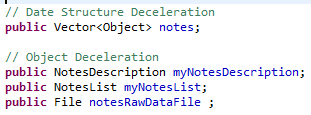 // Date Structure Deceleration
public Vector<Object> notes;
// Object Deceleration
public NotesDescription myNotesDescription;
public NotesList myNotesList;
public File notesRawDataFile ;